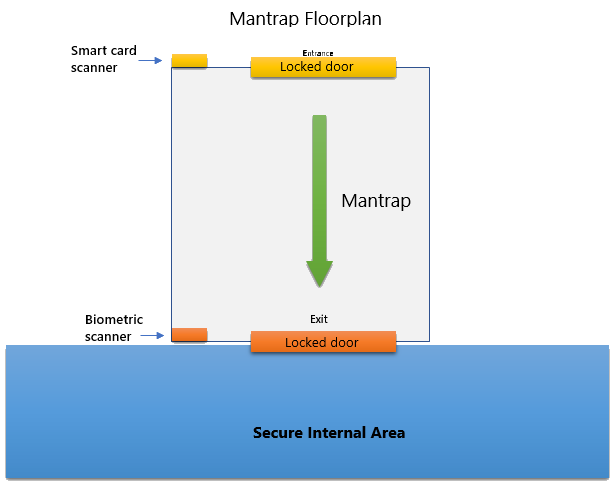 Mantrap Floorplan
Smart card
scanner
Entrance
Locked door
Mantrap
Exit
Biometric
scanner
Locked door
Secure Internal Area